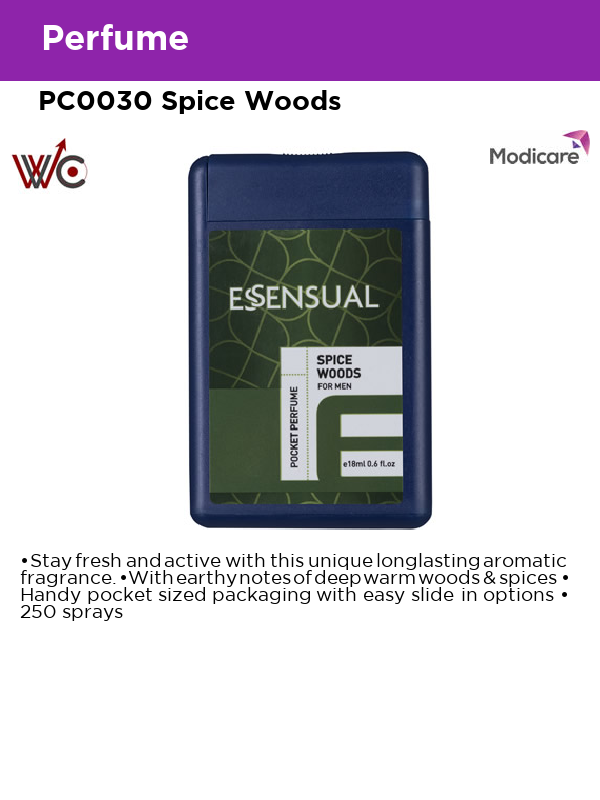 Perfume
PC0030 Spice Woods
WC
Modicare
ESSENSUAL
SPICE
WOODS
FOR MEN
POCKET PERFUME
e18ml 0.6 fl.oz
•Stay fresh and active with this unique longlasting aromatic
fragrance. •With earthy notes of deep warm woods & spices •
Handy pocket sized packaging with easy slide in options •
250 sprays